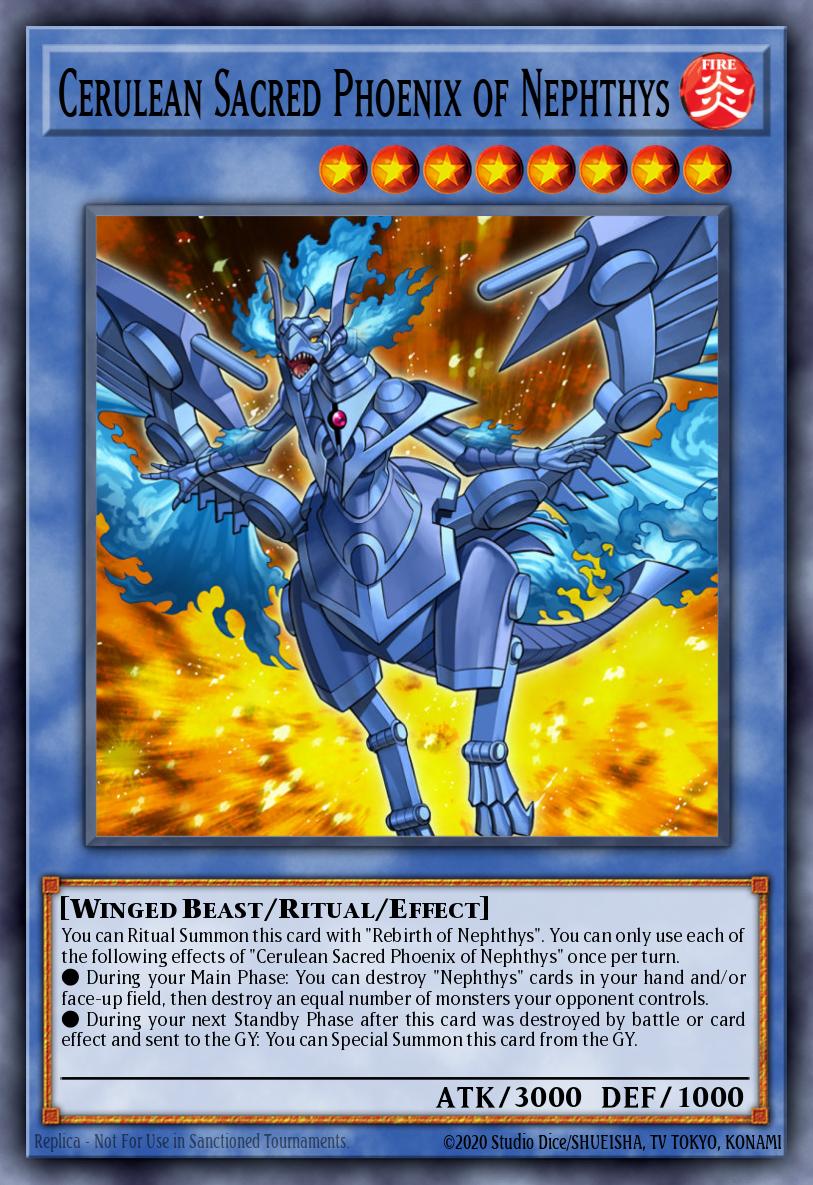 Cerulean Sacred Phoenix of Nephthys
FIRE
炎
[Winged Beast/Ritual/Effect]
You can Ritual Summon this card with "Rebirth of Nephthys". You can only use each of
the following effects of "Cerulean Sacred Phoenix of Nephthys" once per turn.
● During your Main Phase: You can destroy "Nephthys" cards in your hand and/or
face-up field, then destroy an equal number of monsters your opponent controls.
● During your next Standby Phase after this card was destroyed by battle or card
effect and sent to the GY: You can Special Summon this card from the GY.
ATK/3000 DEF/1000
Replica - Not For Use in Sanctioned Tournaments.
©2020 Studio Dice/SHUEISHA, TV TOKYO, KONAMI